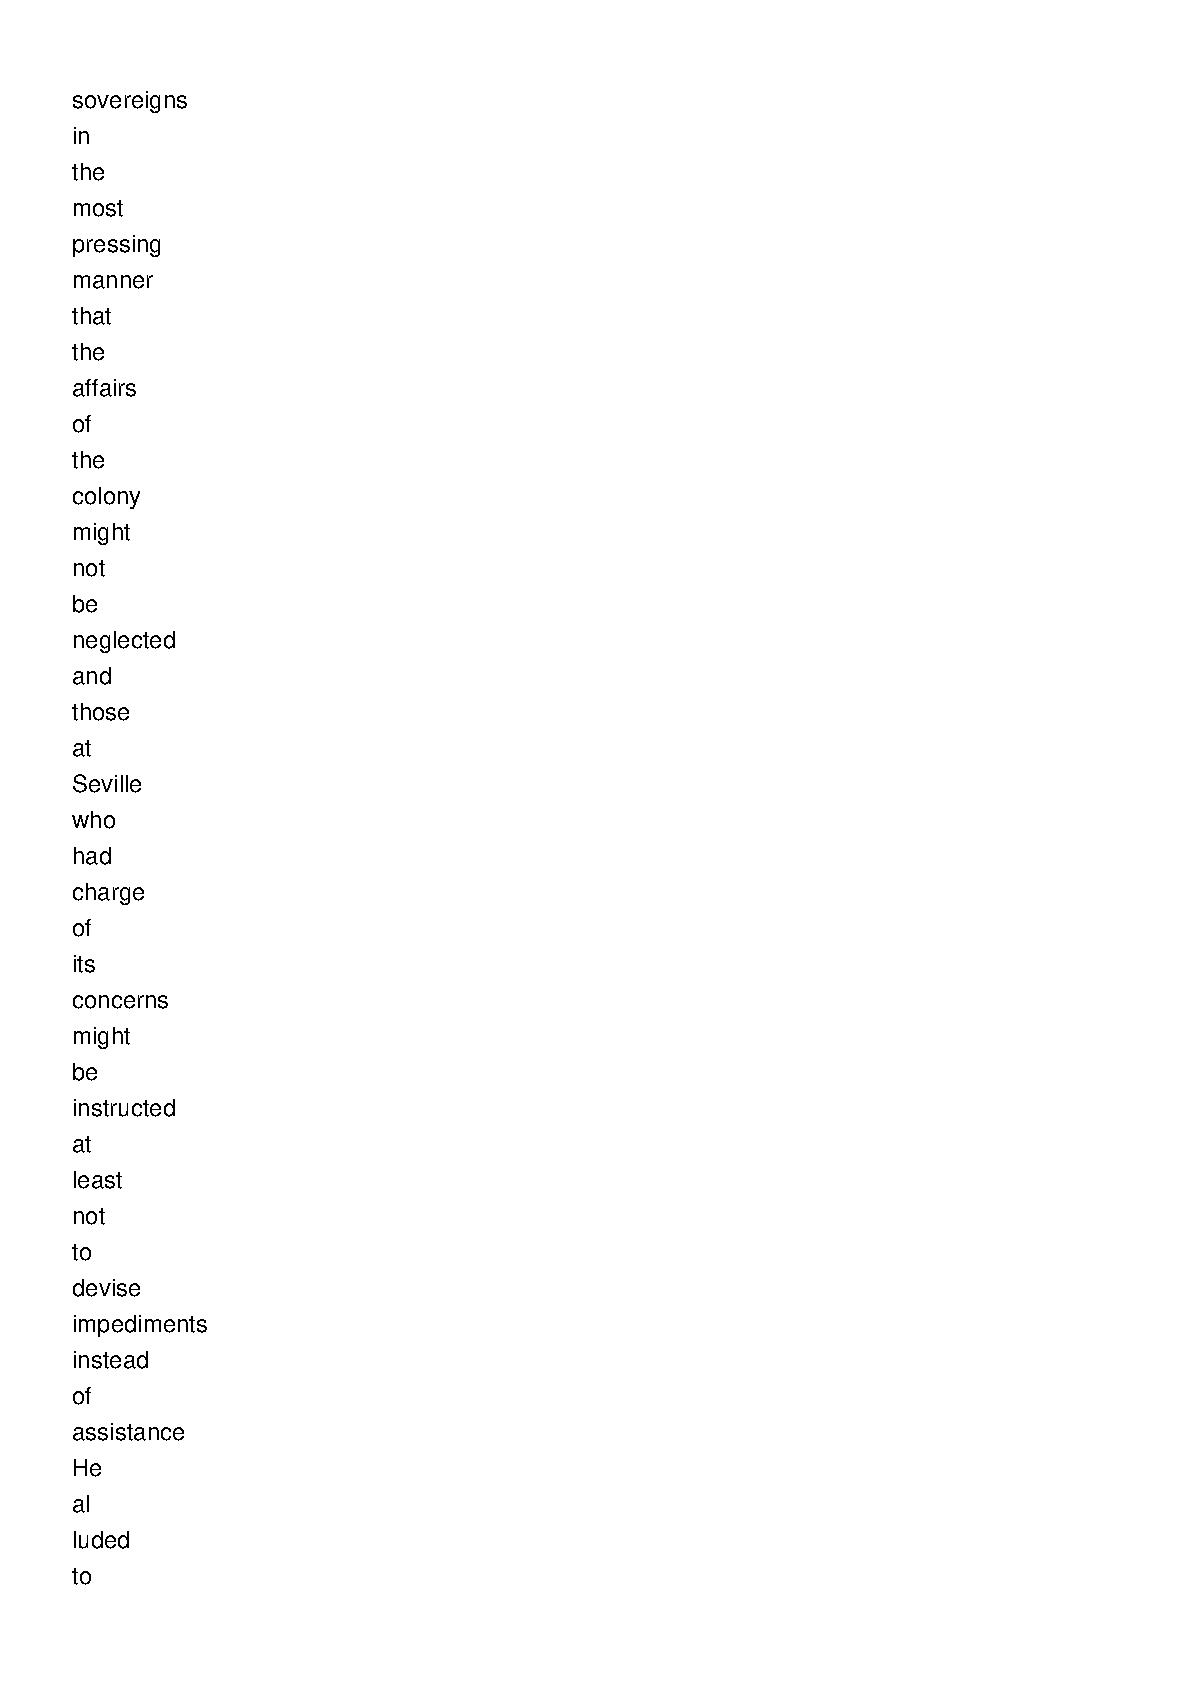 sovereigns
in
the
most
pressing
manner
that
the
affairs
of
the
colony
might
not
be
neglected
and
those
at
Seville
who
had
charge
of
its
concerns
might
be
instructed
at
least
not
to
devise
impediments
instead
of
assistance
He
al
luded
to